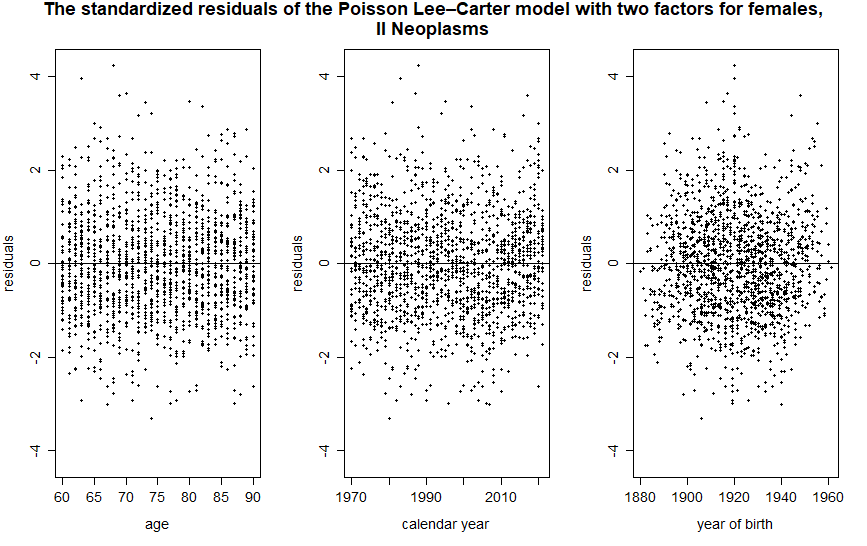 The standardized residuals of the Poisson Lee–Carter model with two factors for females,
II Neoplasms
residuals
4
2
0
-2
-4
60 65 70 75 80 85 90
age
residuals
4
2
0
-2
-4
1970 1990 2010
calendar year
residuals
4
2
0
-2
-4
1880 1900 1920 1940 1960
year of birth